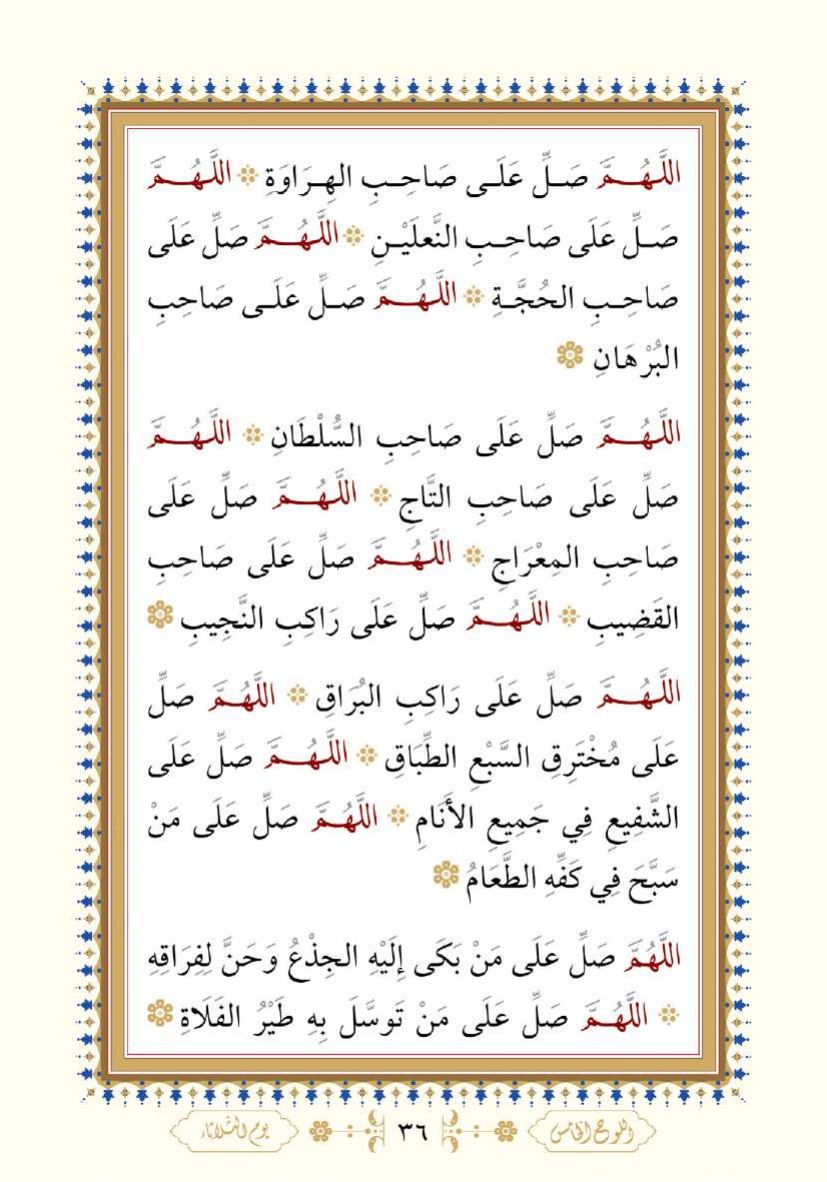 اللَّهُمَّ صَلِّ عَلَى صَاحِبِ الهِرَاوَةِ ۞ اللَّهُمَّ
صَلِّ عَلَى صَاحِبِ النَّعلَيْنِ ۞ اللَّهُمَّ صَلِّ عَلَى
صَاحِبِ الحُجَّةِ ۞ اللَّهُمَّ صَلِّ عَلَى صَاحِبِ
البُرْهَانِ ۞
اللَّهُمَّ صَلِّ عَلَى صَاحِبِ السُّلْطَانِ ۞ اللَّهُمَّ
صَلِّ عَلَى صَاحِبِ التَّاجِ ۞ اللَّهُمَّ صَلِّ عَلَى
صَاحِبِ المِعْرَاجِ ۞ اللَّهُمَّ صَلِّ عَلَى صَاحِبِ
القَضِيبِ ۞ اللَّهُمَّ صَلِّ عَلَى رَاكِبِ النَّجِيبِ ۞
اللَّهُمَّ صَلِّ عَلَى رَاكِبِ البُرَاقِ ۞ اللَّهُمَّ صَلِّ
عَلَى مُخْتَرِقِ السَّبْعِ الطِّبَاقِ ۞ اللَّهُمَّ صَلِّ عَلَى
الشَّفِيعِ فِي جَمِيعِ الأَنَامِ ۞ اللَّهُمَّ صَلِّ عَلَى مَنْ
سَبَّحَ فِي كَفِّهِ الطَّعَامُ ۞
اللَّهُمَّ صَلِّ عَلَى مَنْ بَكَى إِلَيْهِ الجِذْعُ وَحَنَّ لِفِرَاقِهِ
۞ اللَّهُمَّ صَلِّ عَلَى مَنْ تَوسَّلَ بِهِ طَيْرُ الفَلَاةِ ۞
اللوح الخامس ٣٦ يوم الثلاثاء